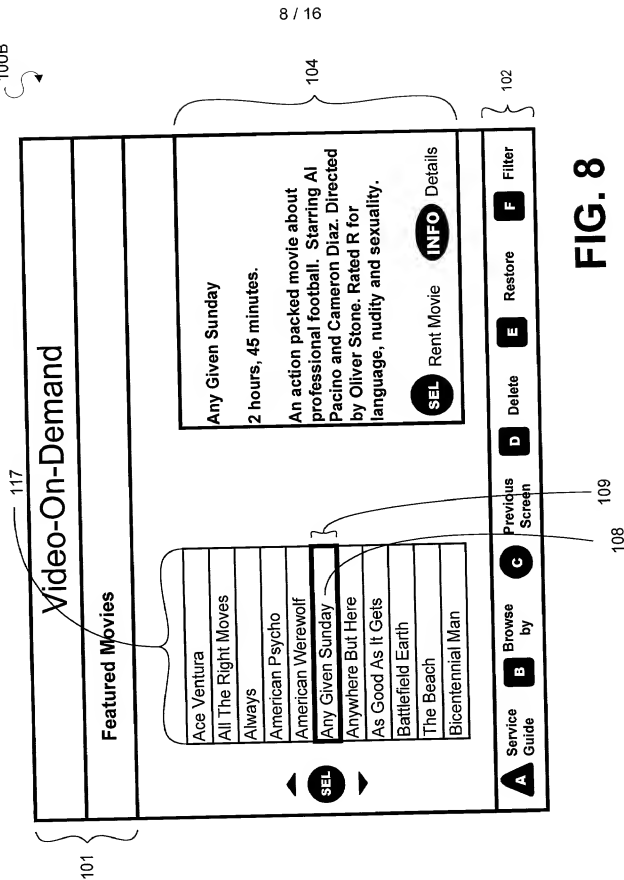 8 / 16
100B
117
Video-On-Demand
101
Featured Movies
Ace Ventura
All The Right Moves
Always
American Psycho
American Werewolf
Any Given Sunday
Anywhere But Here
As Good As It Gets
Battlefield Earth
The Beach
Bicentennial Man
SEL
Any Given Sunday
2 hours, 45 minutes.
An action packed movie about
professional football. Starring Al
Pacino and Cameron Diaz. Directed
by Oliver Stone. Rated R for
language, nudity and sexuality.
SEL Rent Movie INFO Details
104
A Service Guide
B Browse by
C Previous Screen
D Delete
E Restore
F Filter
102
109
108
FIG. 8